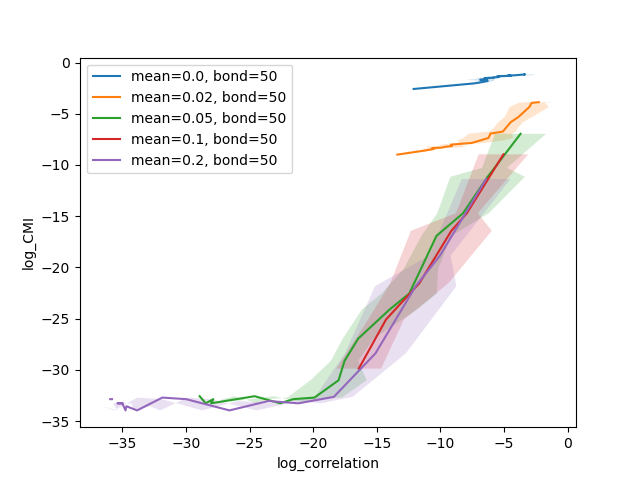 mean=0.0, bond=50
mean=0.02, bond=50
mean=0.05, bond=50
mean=0.1, bond=50
mean=0.2, bond=50
log_CMI
0
−5
−10
−15
−20
−25
−30
−35
−35 −30 −25 −20 −15 −10 −5 0
log_correlation